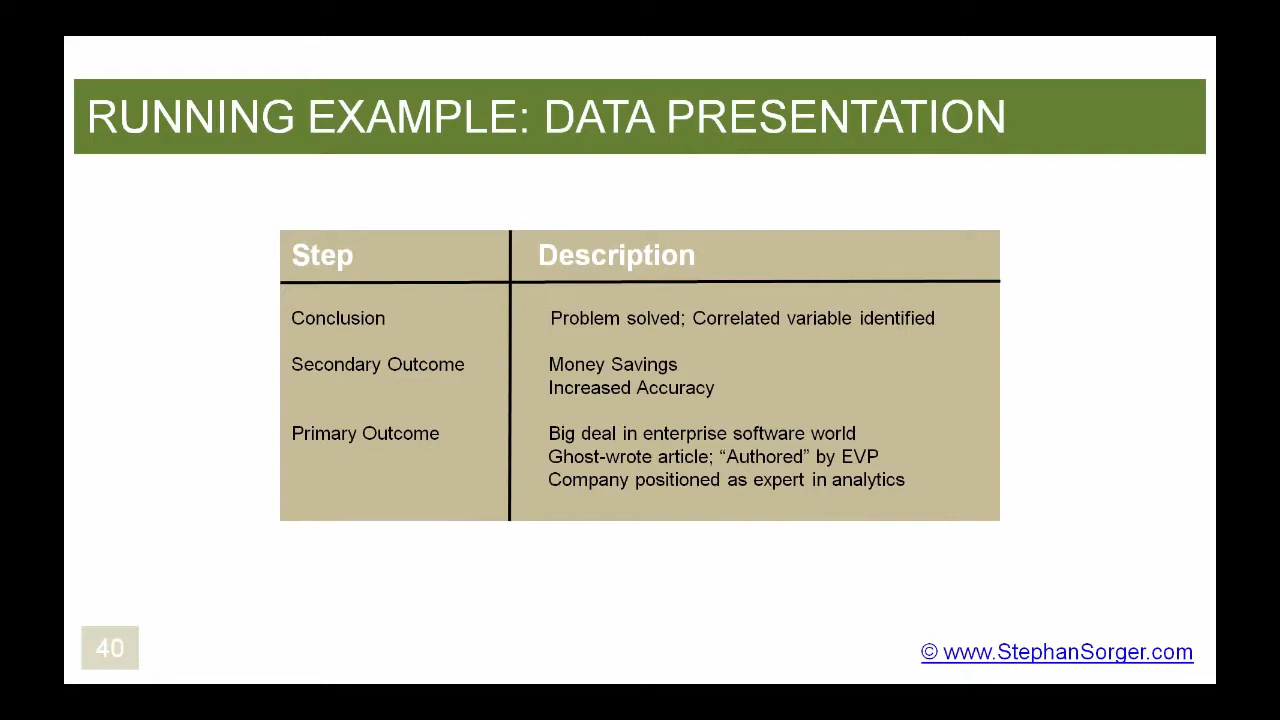 RUNNING EXAMPLE: DATA PRESENTATION
Step Description
Conclusion Problem solved; Correlated variable identified
Secondary Outcome Money Savings
Increased Accuracy
Primary Outcome Big deal in enterprise software world
Ghost-wrote article; “Authored” by EVP
Company positioned as expert in analytics
40
© www.StephanSorger.com